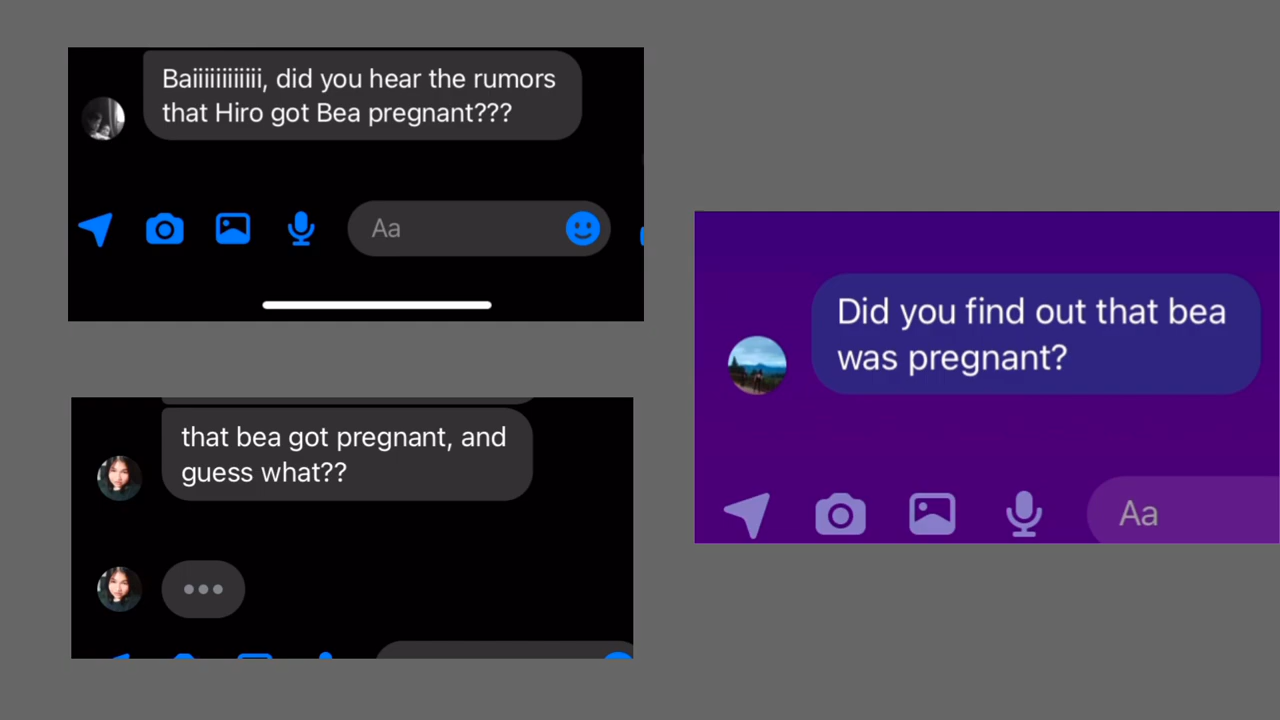 Baiiiiiiiiiiii, did you hear the rumors
that Hiro got Bea pregnant???
Aa
that bea got pregnant, and
guess what??
Did you find out that bea
was pregnant?
Aa